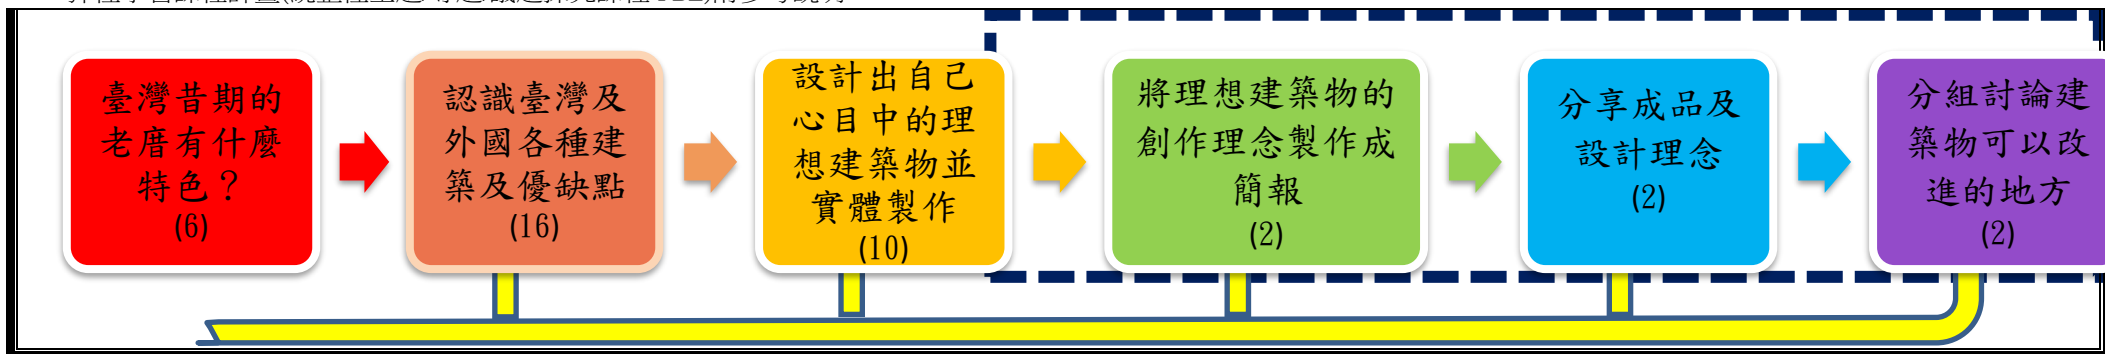 臺灣昔期的
老厝有什麼
特色？
(6)
認識臺灣及
外國各種建
築及優缺點
(16)
設計出自己
心目中的理
想建築物並
實體製作
(10)
將理想建築物的
創作理念製作成
簡報
(2)
分享成品及
設計理念
(2)
分組討論建
築物可以改
進的地方
(2)